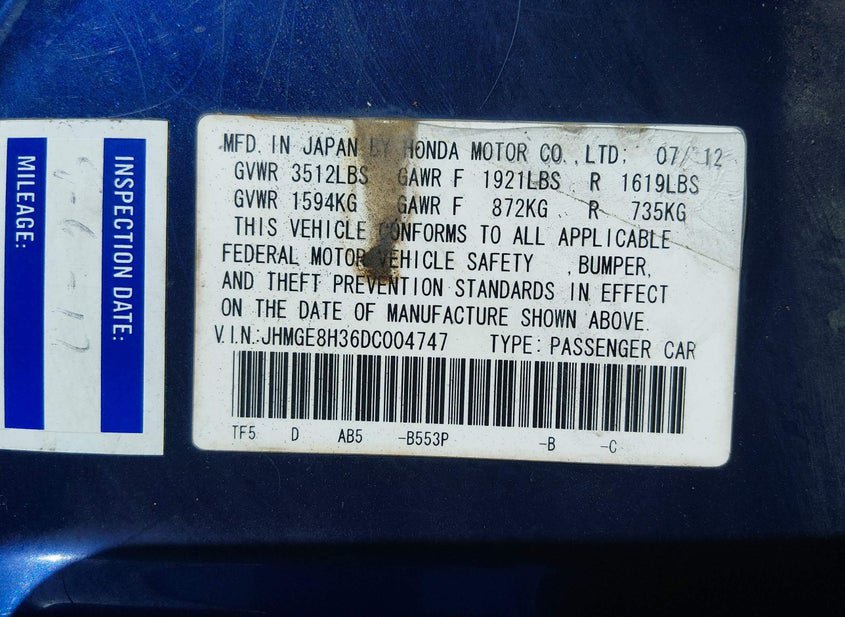 MFD. IN JAPAN BY HONDA MOTOR CO., LTD; 07/12
GVWR 3512LBS GAWR F 1921LBS R 1619LBS
GVWR 1594KG GAWR F 872KG R 735KG
THIS VEHICLE CONFORMS TO ALL APPLICABLE
FEDERAL MOTOR VEHICLE SAFETY , BUMPER,
AND THEFT PREVENTION STANDARDS IN EFFECT
ON THE DATE OF MANUFACTURE SHOWN ABOVE.
V.I.N.:JHMGE8H36DC004747 TYPE:PASSENGER CAR
TF5 D AB5 -B553P -B -C
INSPECTION DATE:
MILEAGE: